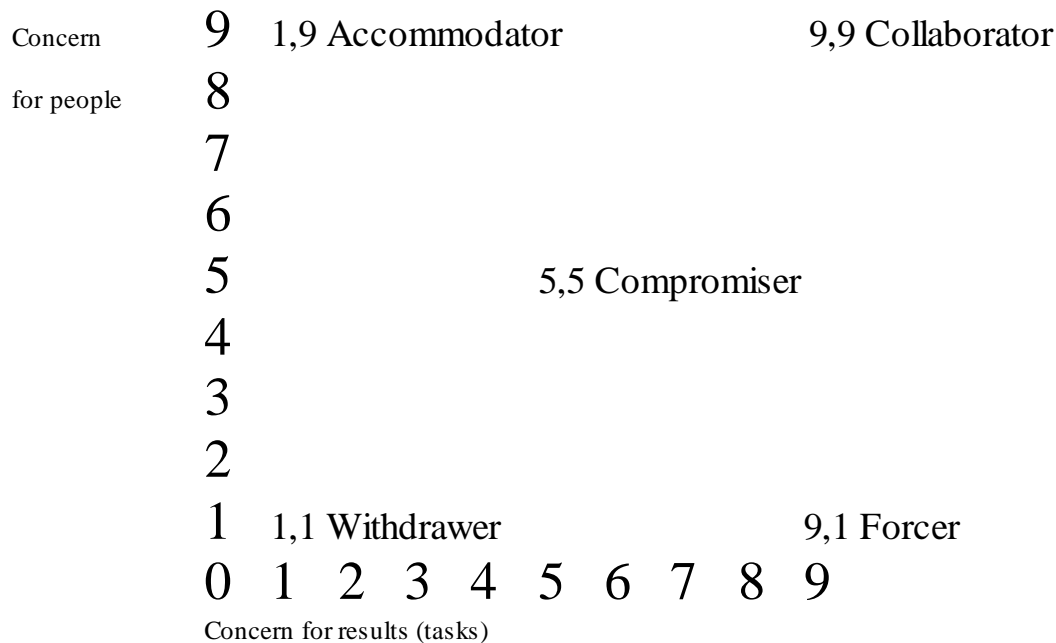 Concern 9 1,9 Accommodator 9,9 Collaborator
for people 8
7
6
5 5,5 Compromiser
4
3
2
1 1,1 Withdrawer 9,1 Forcer
0 1 2 3 4 5 6 7 8 9
Concern for results (tasks)